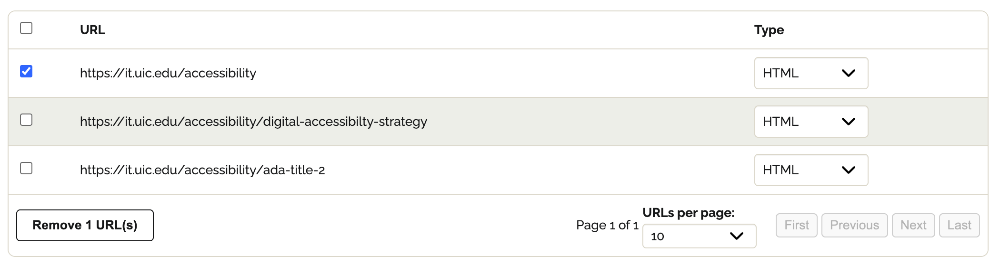 URL Type
https://it.uic.edu/accessibility HTML
https://it.uic.edu/accessibility/digital-accessibilty-strategy HTML
https://it.uic.edu/accessibility/ada-title-2 HTML
Remove 1 URL(s)
Page 1 of 1
URLs per page:
10
First Previous Next Last